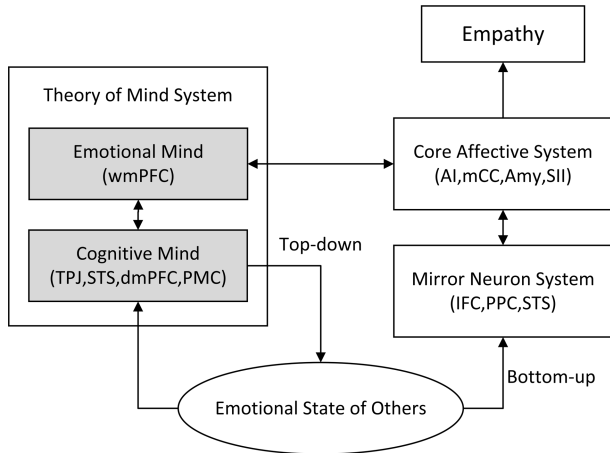 Empathy
Theory of Mind System
Emotional Mind
(wmPFC)
Core Affective System
(AI,mCC,Amy,SII)
Cognitive Mind
(TPJ,STS,dmPFC,PMC)
Top-down
Mirror Neuron System
(IFC,PPC,STS)
Bottom-up
Emotional State of Others